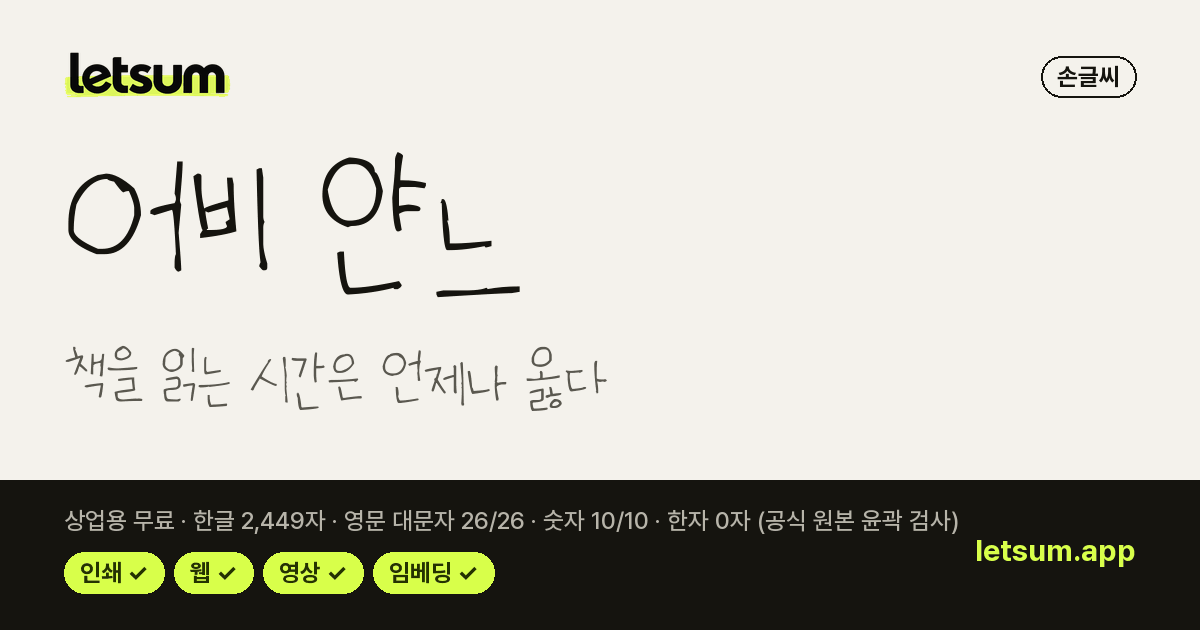 letsum
손글씨
어비 얀느
책을 읽는 시간은 언제나 옳다
상업용 무료 · 한글 2,449자 · 영문 대문자 26/26 · 숫자 10/10 · 한자 0자 (공식 원본 윤곽 검사)
인쇄 ✓ 웹 ✓ 영상 ✓ 임베딩 ✓
letsum.app